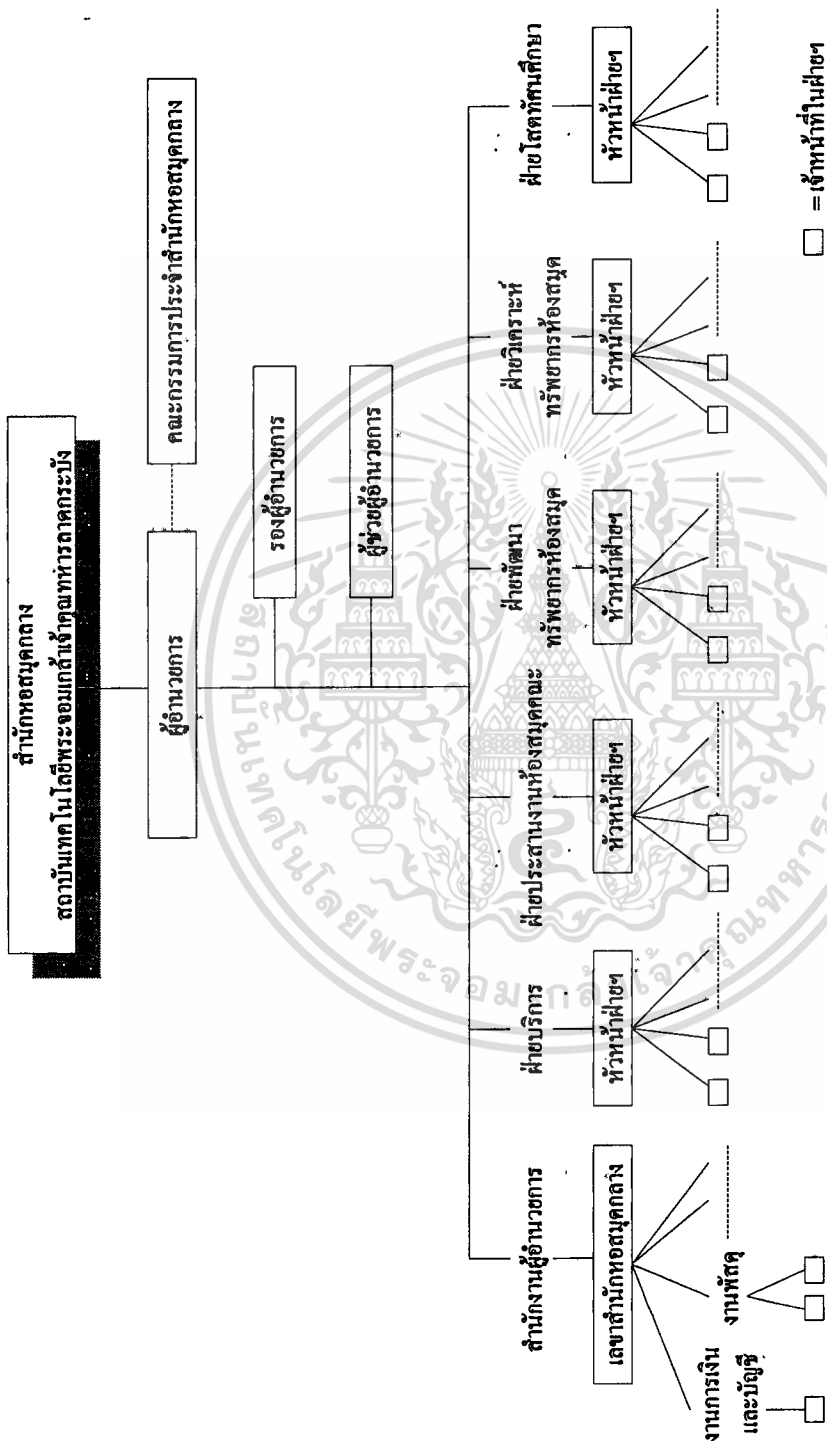 สำนักหอสมุดกลาง
สถาบันเทคโนโลยีพระจอมเกล้าเจ้าคุณทหารลาดกระบัง
ผู้อำนวยการ
คณะกรรมการประจำสำนักหอสมุดกลาง
รองผู้อำนวยการ
ผู้ช่วยผู้อำนวยการ
สำนักงานผู้อำนวยการ
เลขาสำนักหอสมุดกลาง
งานการเงิน
และบัญชี
งานพัสดุ
ฝ่ายบริการ
หัวหน้าฝ่ายฯ
ฝ่ายประสานงานห้องสมุดคณะ
หัวหน้าฝ่ายฯ
ฝ่ายพัฒนา
ทรัพยากรห้องสมุด
หัวหน้าฝ่ายฯ
ฝ่ายวิเคราะห์
ทรัพยากรห้องสมุด
หัวหน้าฝ่ายฯ
ฝ่ายโสตทัศนศึกษา
หัวหน้าฝ่ายฯ
= เจ้าหน้าที่ในฝ่ายฯ